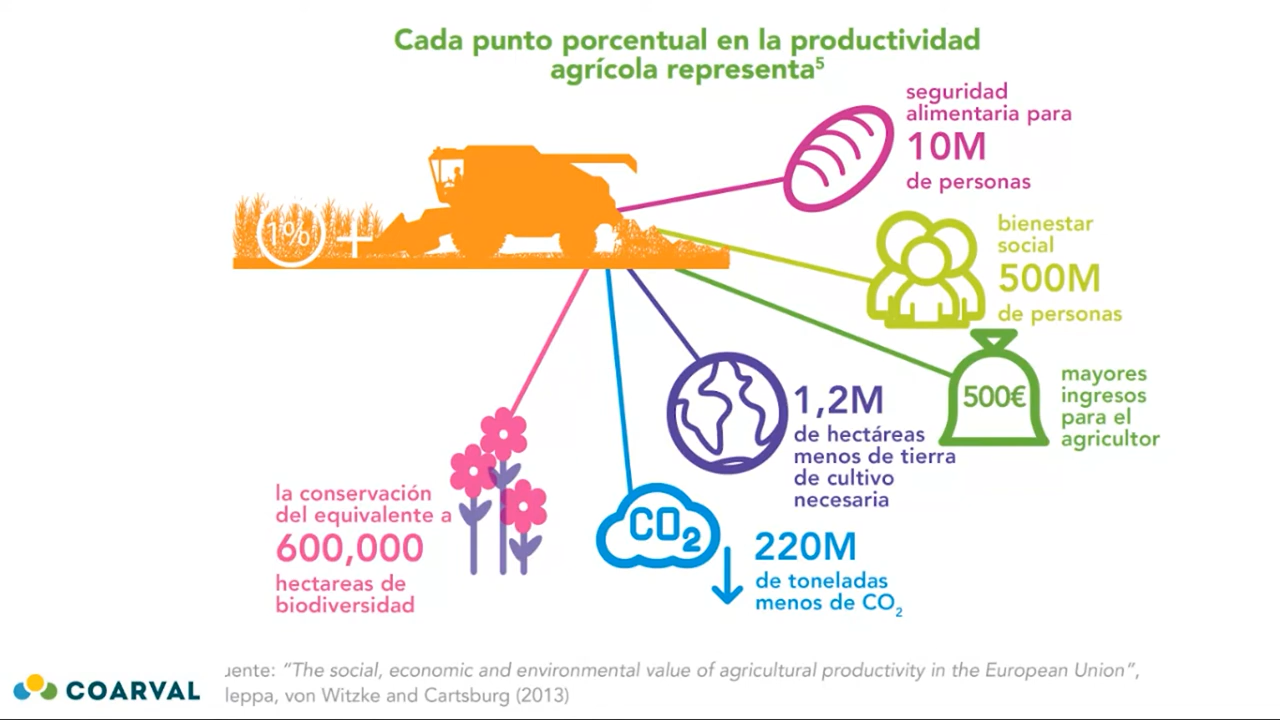 Cada punto porcentual en la productividad
agrícola representa⁵
seguridad
alimentaria para
10M
de personas
1%
+
bienestar
social
500M
de personas
500€
mayores
ingresos
para el
agricultor
1,2M
de hectáreas
menos de tierra
de cultivo
necesaria
la conservación
del equivalente a
600,000
hectareas de
biodiversidad
CO₂
220M
de toneladas
menos de CO₂
uente: “The social, economic and environmental value of agricultural productivity in the European Union”,
leppa, von Witzke and Cartsburg (2013)
COARVAL